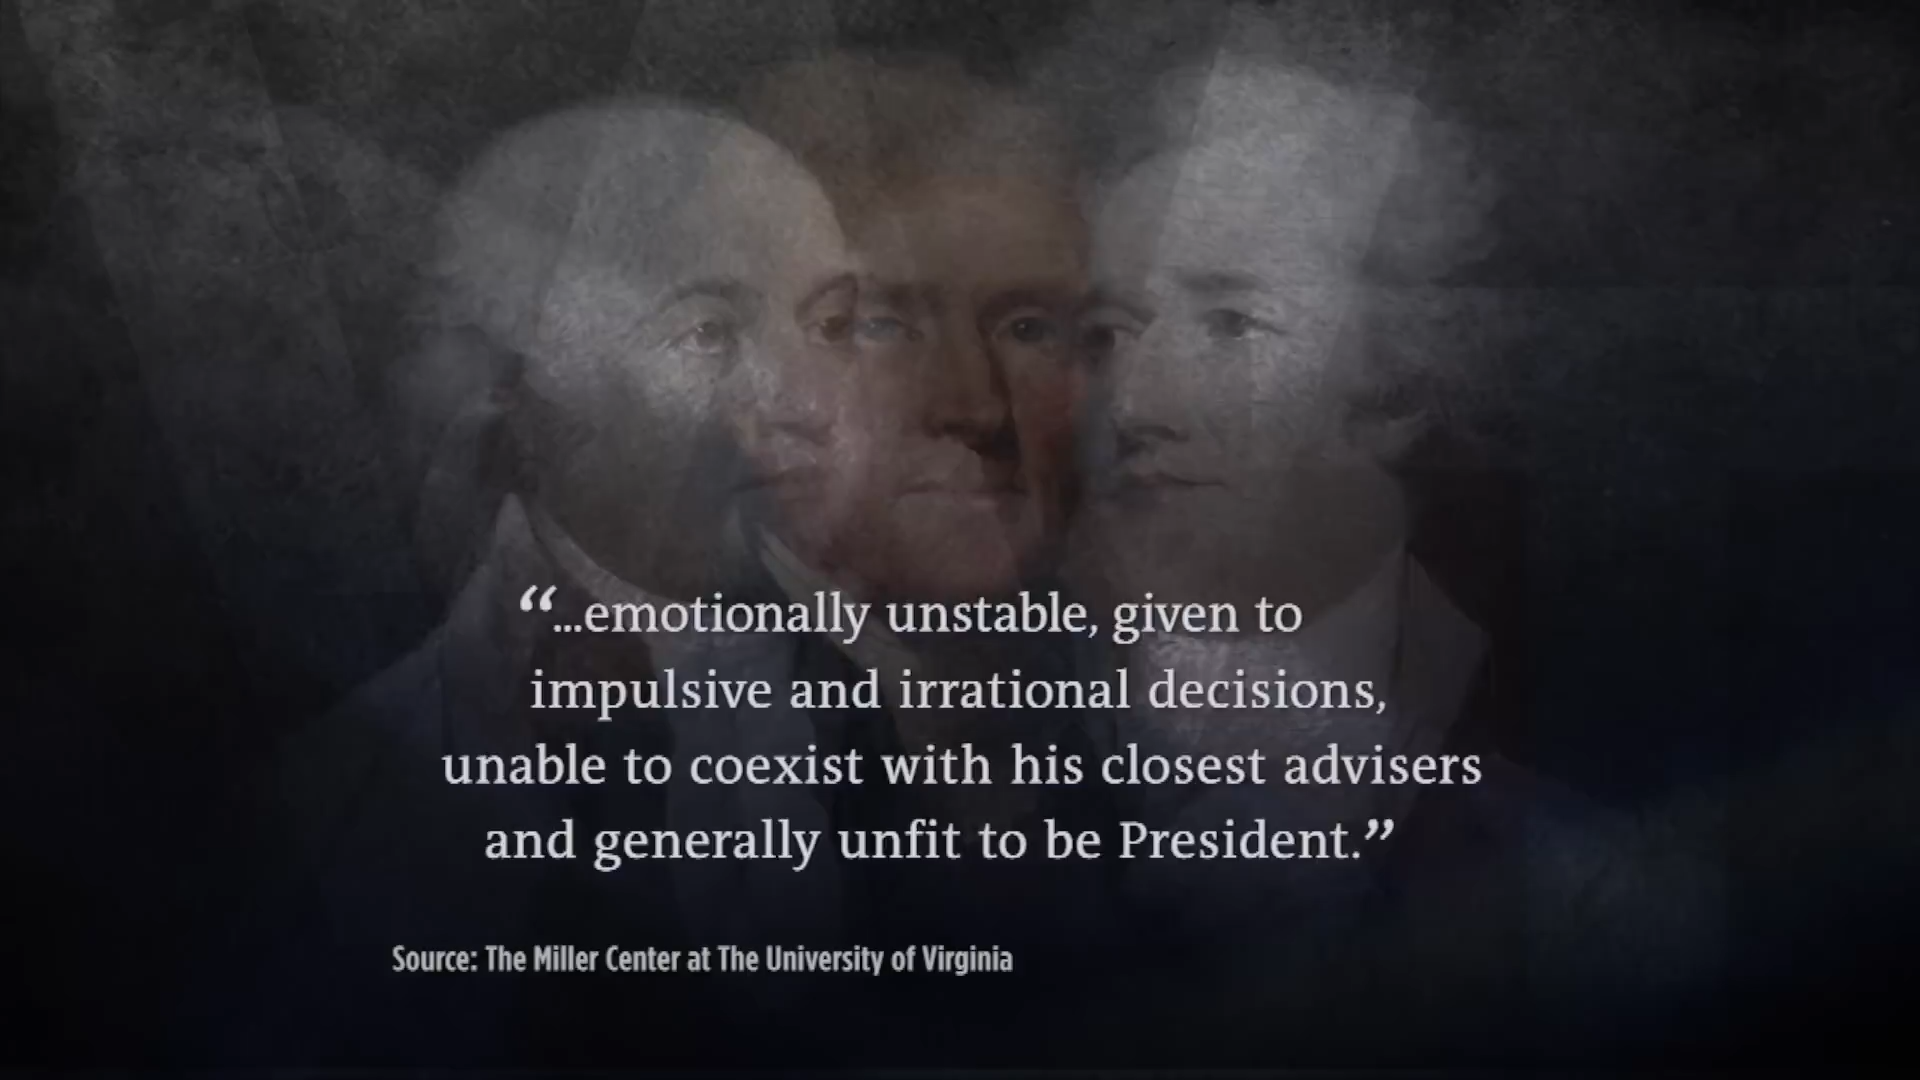 “...emotionally unstable, given to
impulsive and irrational decisions,
unable to coexist with his closest advisers
and generally unfit to be President.”
Source: The Miller Center at The University of Virginia